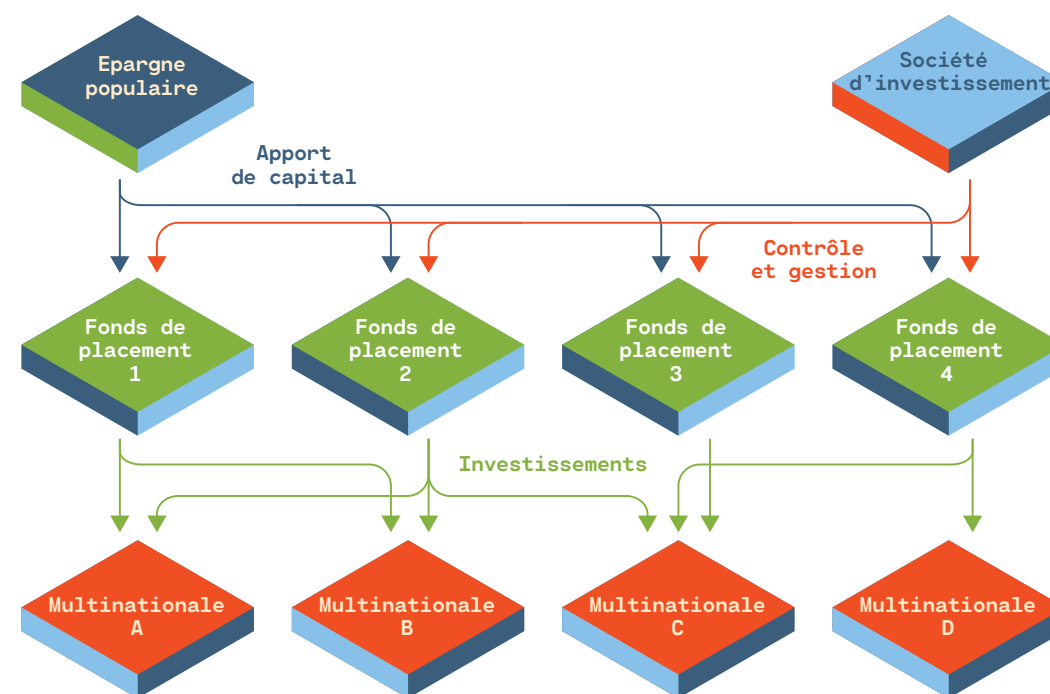 Epargne
populaire
Société
d'investissement
Apport
de capital
Contrôle
et gestion
Fonds de
placement
1
Fonds de
placement
2
Fonds de
placement
3
Fonds de
placement
4
Investissements
Multinationale
A
Multinationale
B
Multinationale
C
Multinationale
D